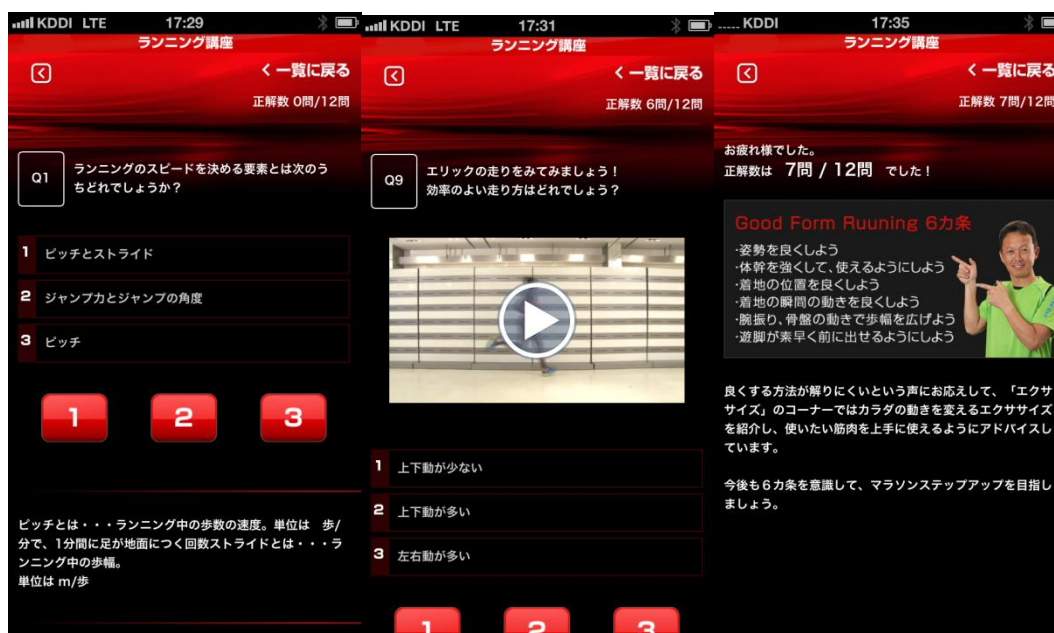 KDDI LTE 17:29
ランニング講座
く 一覧に戻る
正解数 0問/12問
Q1
ランニングのスピードを決める要素とは次のう
ちどれでしょうか？
1 ピッチとストライド
2 ジャンプ力とジャンプの角度
3 ピッチ
1 2 3
ピッチとは・・・ランニング中の歩数の速度。単位は 歩/
分で、1分間に足が地面につく回数ストライドとは・・・ラ
ンニング中の歩幅。
単位は m/歩
KDDI LTE 17:31
ランニング講座
く 一覧に戻る
正解数 6問/12問
Q9
エリックの走りをみてみましょう！
効率のよい走り方はどれでしょう？
1 上下動が少ない
2 上下動が多い
3 左右動が多い
1 2 3
KDDI 17:35
ランニング講座
く 一覧に戻る
正解数 7問/12問
お疲れ様でした。
正解数は 7問 / 12問 でした！
Good Form Ruuning 6カ条
・姿勢を良くしよう
・体幹を強くして、使えるようにしよう
・着地の位置を良くしよう
・着地の瞬間の動きを良くしよう
・腕振り、骨盤の動きで歩幅を広げよう
・遊脚が素早く前に出せるようにしよう
良くする方法が解りにくいという声にお応えして、「エクサ
サイズ」のコーナーではカラダの動きを変えるエクササイズ
を紹介し、使いたい筋肉を上手に使えるようにアドバイスし
ています。
今後も６カ条を意識して、マラソンステップアップを目指し
ましょう。